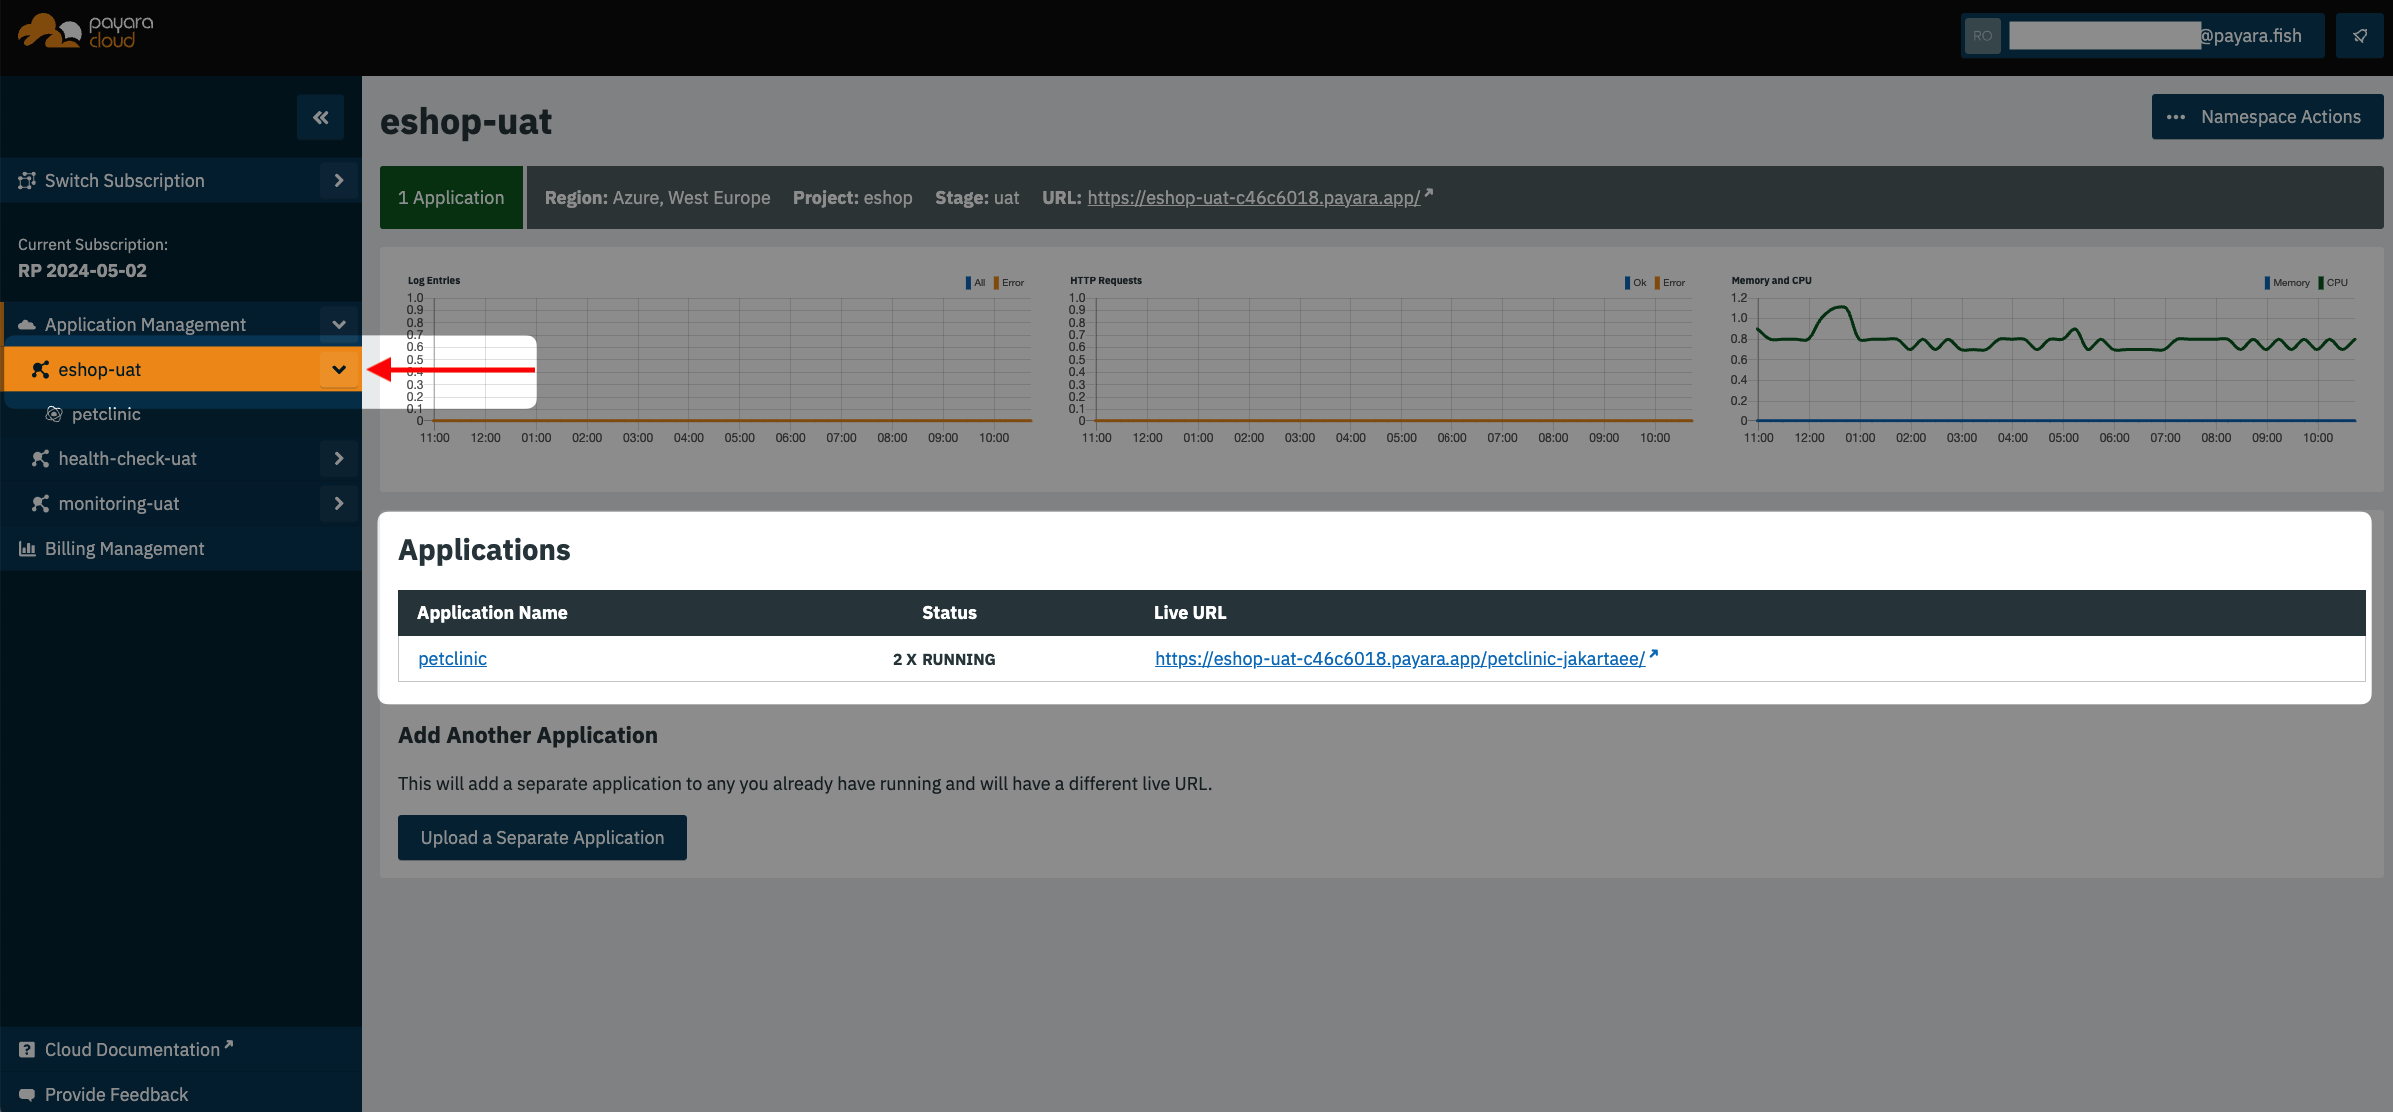 payara
cloud
RO
@payara.fish
Switch Subscription
Current Subscription:
RP 2024-05-02
Application Management
eshop-uat
petclinic
health-check-uat
monitoring-uat
Billing Management
Cloud Documentation
Provide Feedback
eshop-uat
Namespace Actions
1 Application
Region: Azure, West Europe Project: eshop Stage: uat URL: https://eshop-uat-c46c6018.payara.app/
Log Entries
All Error
1.0
0.9
0.8
0.7
0.6
0.5
0.4
0.3
0.2
0.1
0
11:00 12:00 01:00 02:00 03:00 04:00 05:00 06:00 07:00 08:00 09:00 10:00
HTTP Requests
Ok Error
1.0
0.9
0.8
0.7
0.6
0.5
0.4
0.3
0.2
0.1
0
11:00 12:00 01:00 02:00 03:00 04:00 05:00 06:00 07:00 08:00 09:00 10:00
Memory and CPU
Memory CPU
1.2
1.0
0.8
0.6
0.4
0.2
0
11:00 12:00 01:00 02:00 03:00 04:00 05:00 06:00 07:00 08:00 09:00 10:00
Applications
Application Name Status Live URL
petclinic 2 X RUNNING https://eshop-uat-c46c6018.payara.app/petclinic-jakartaee/
Add Another Application
This will add a separate application to any you already have running and will have a different live URL.
Upload a Separate Application